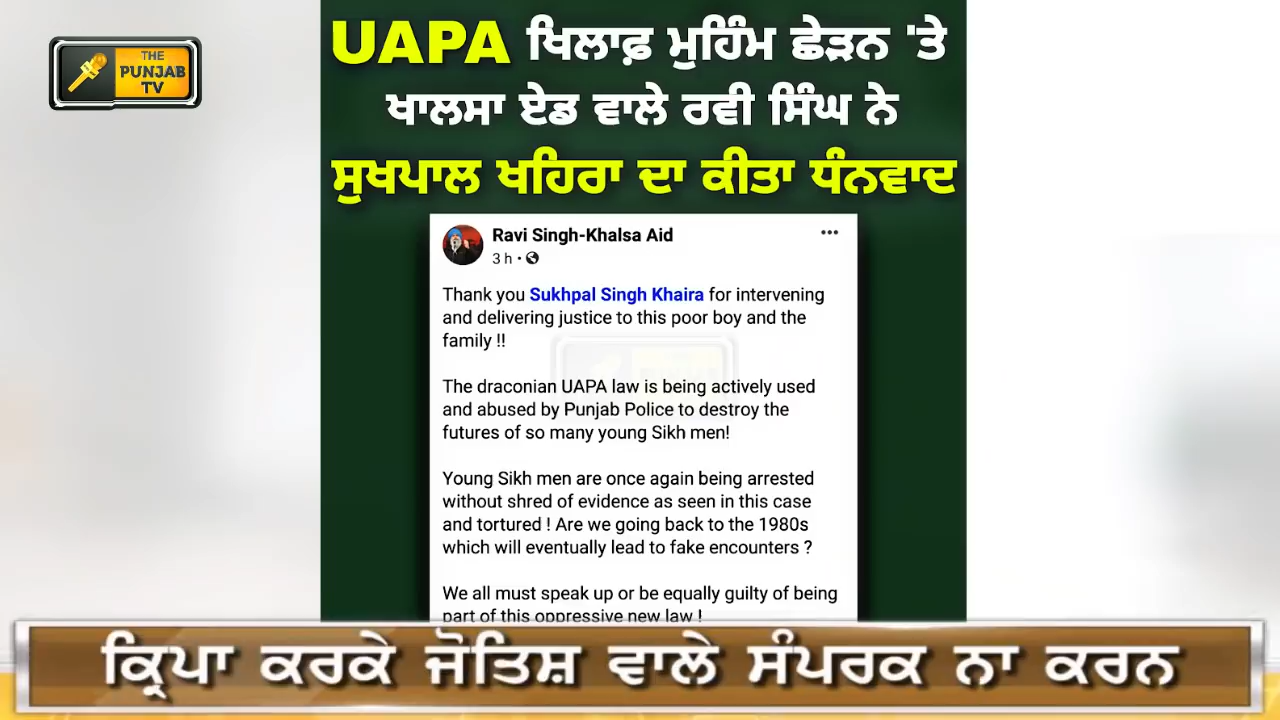 THE
PUNJAB
TV
UAPA ਖਿਲਾਫ਼ ਮੁਹਿੰਮ ਛੇੜਨ 'ਤੇ
ਖਾਲਸਾ ਏਡ ਵਾਲੇ ਰਵੀ ਸਿੰਘ ਨੇ
ਸੁਖਪਾਲ ਖਹਿਰਾ ਦਾ ਕੀਤਾ ਧੰਨਵਾਦ
Ravi Singh-Khalsa Aid
3 h •
Thank you Sukhpal Singh Khaira for intervening
and delivering justice to this poor boy and the
family !!
The draconian UAPA law is being actively used
and abused by Punjab Police to destroy the
futures of so many young Sikh men!
Young Sikh men are once again being arrested
without shred of evidence as seen in this case
and tortured ! Are we going back to the 1980s
which will eventually lead to fake encounters ?
We all must speak up or be equally guilty of being
part of this oppressive new law !
ਕ੍ਰਿਪਾ ਕਰਕੇ ਜੋਤਿਸ਼ ਵਾਲੇ ਸੰਪਰਕ ਨਾ ਕਰਨ